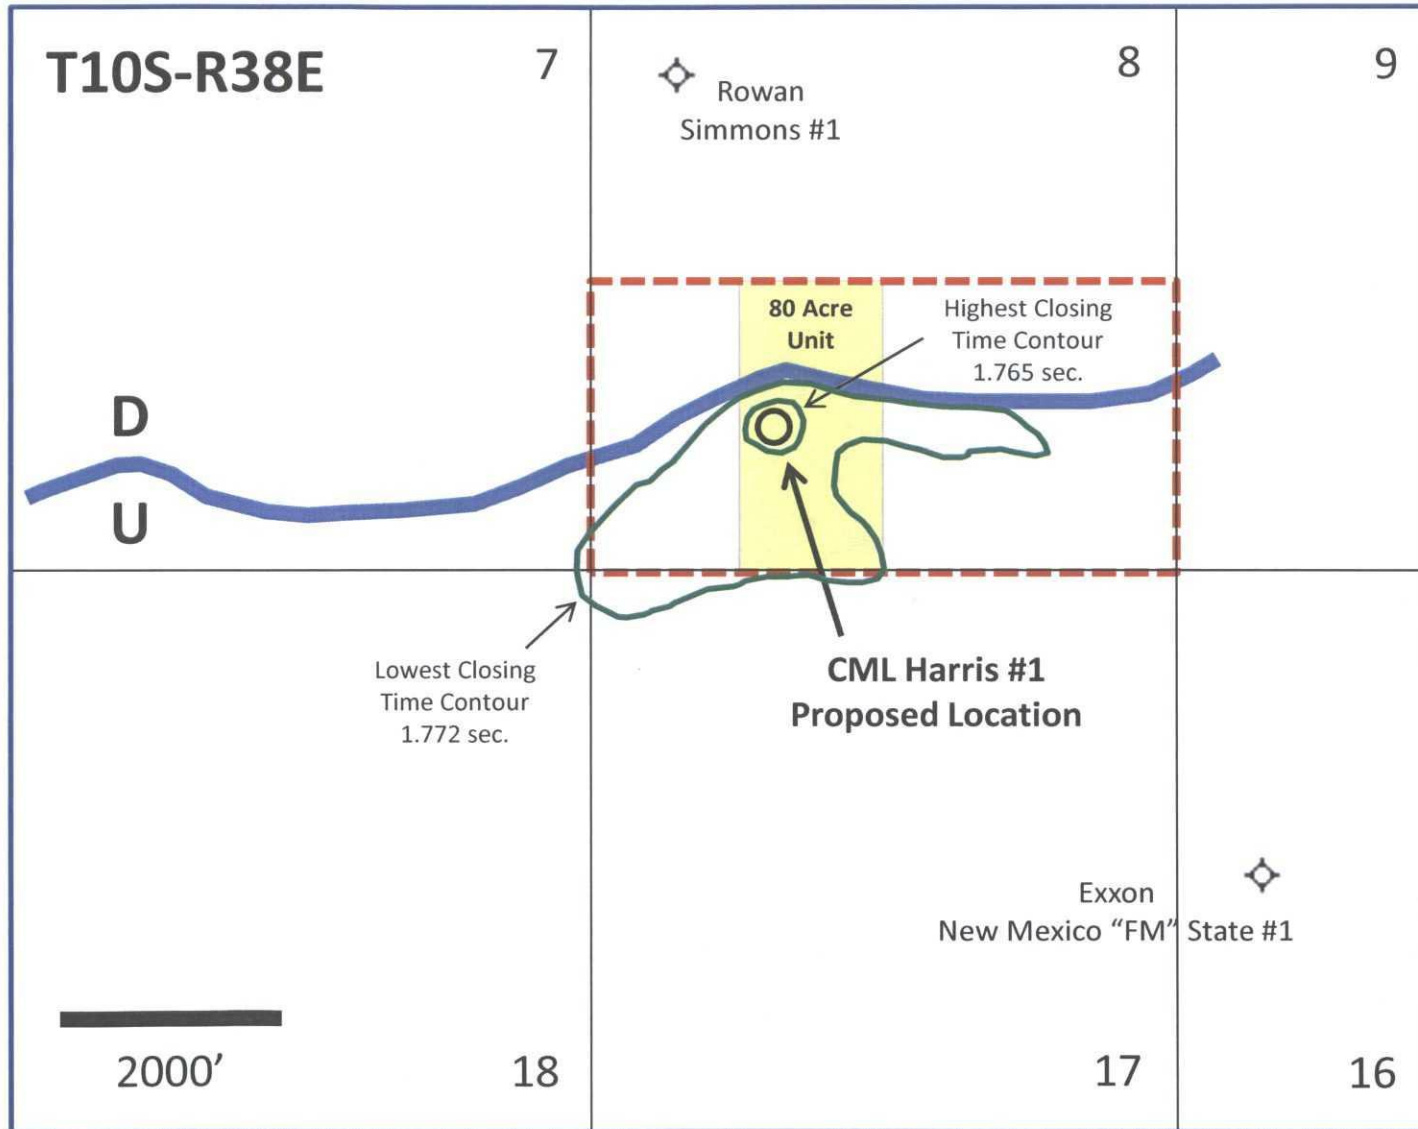 T10S-R38E
7
8
9
Rowan
Simmons #1
80 Acre
Unit
Highest Closing
Time Contour
1.765 sec.
D
U
Lowest Closing
Time Contour
1.772 sec.
CML Harris #1
Proposed Location
Exxon
New Mexico “FM” State #1
2000’
18
17
16